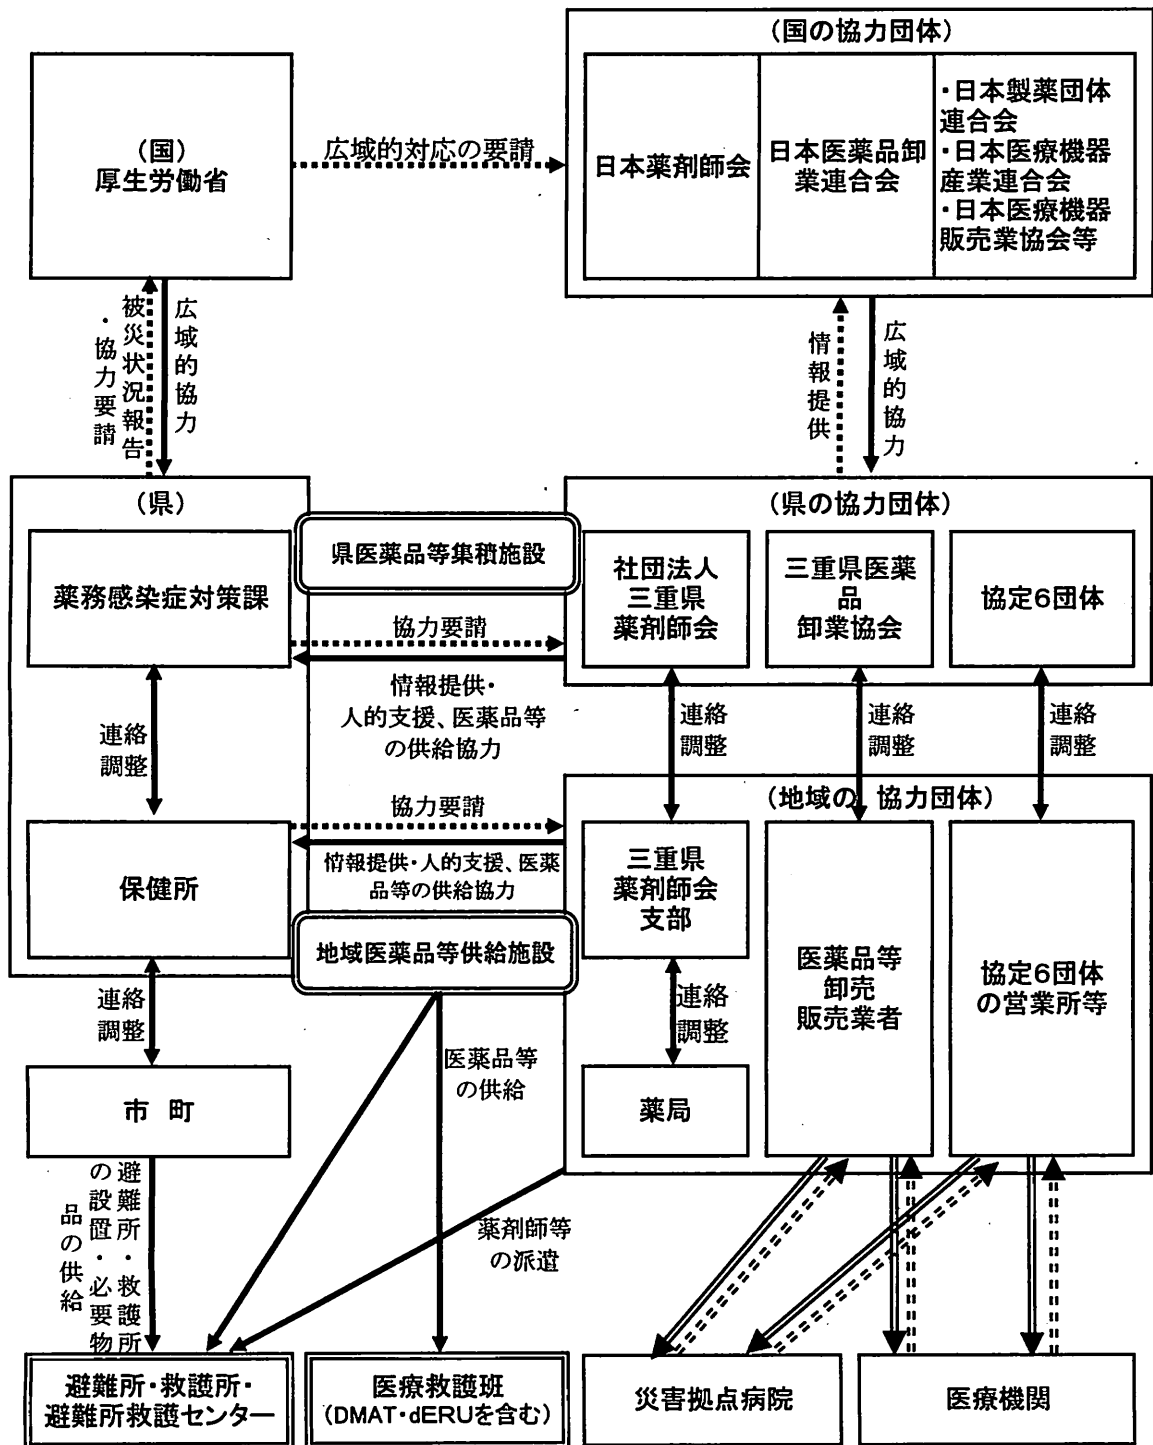 (国)
厚生労働省
広域的対応の要請
(国の協力団体)
日本薬剤師会
日本医薬品卸
業連合会
・日本製薬団体
連合会
・日本医療機器
産業連合会
・日本医療機器
販売業協会等
被災状況報告
・協力要請
広域的協力
情報提供
広域的協力
(県)
薬務感染症対策課
県医薬品等集積施設
(県の協力団体)
社団法人
三重県
薬剤師会
三重県医薬
品
卸業協会
協定6団体
協力要請
情報提供・
人的支援、医薬品等
の供給協力
連絡
調整
連絡
調整
連絡
調整
連絡
調整
協力要請
情報提供・人的支援、医薬
品等の供給協力
保健所
地域医薬品等供給施設
(地域の 協力団体)
三重県
薬剤師会
支部
医薬品等
卸売
販売業者
協定6団体
の営業所等
連絡
調整
連絡
調整
市 町
医薬品等
の供給
薬局
避難所・救護所
の設置・必要物
品の供給
薬剤師等
の派遣
避難所・救護所・
避難所救護センター
医療救護班
(DMAT・dERUを含む)
災害拠点病院
医療機関